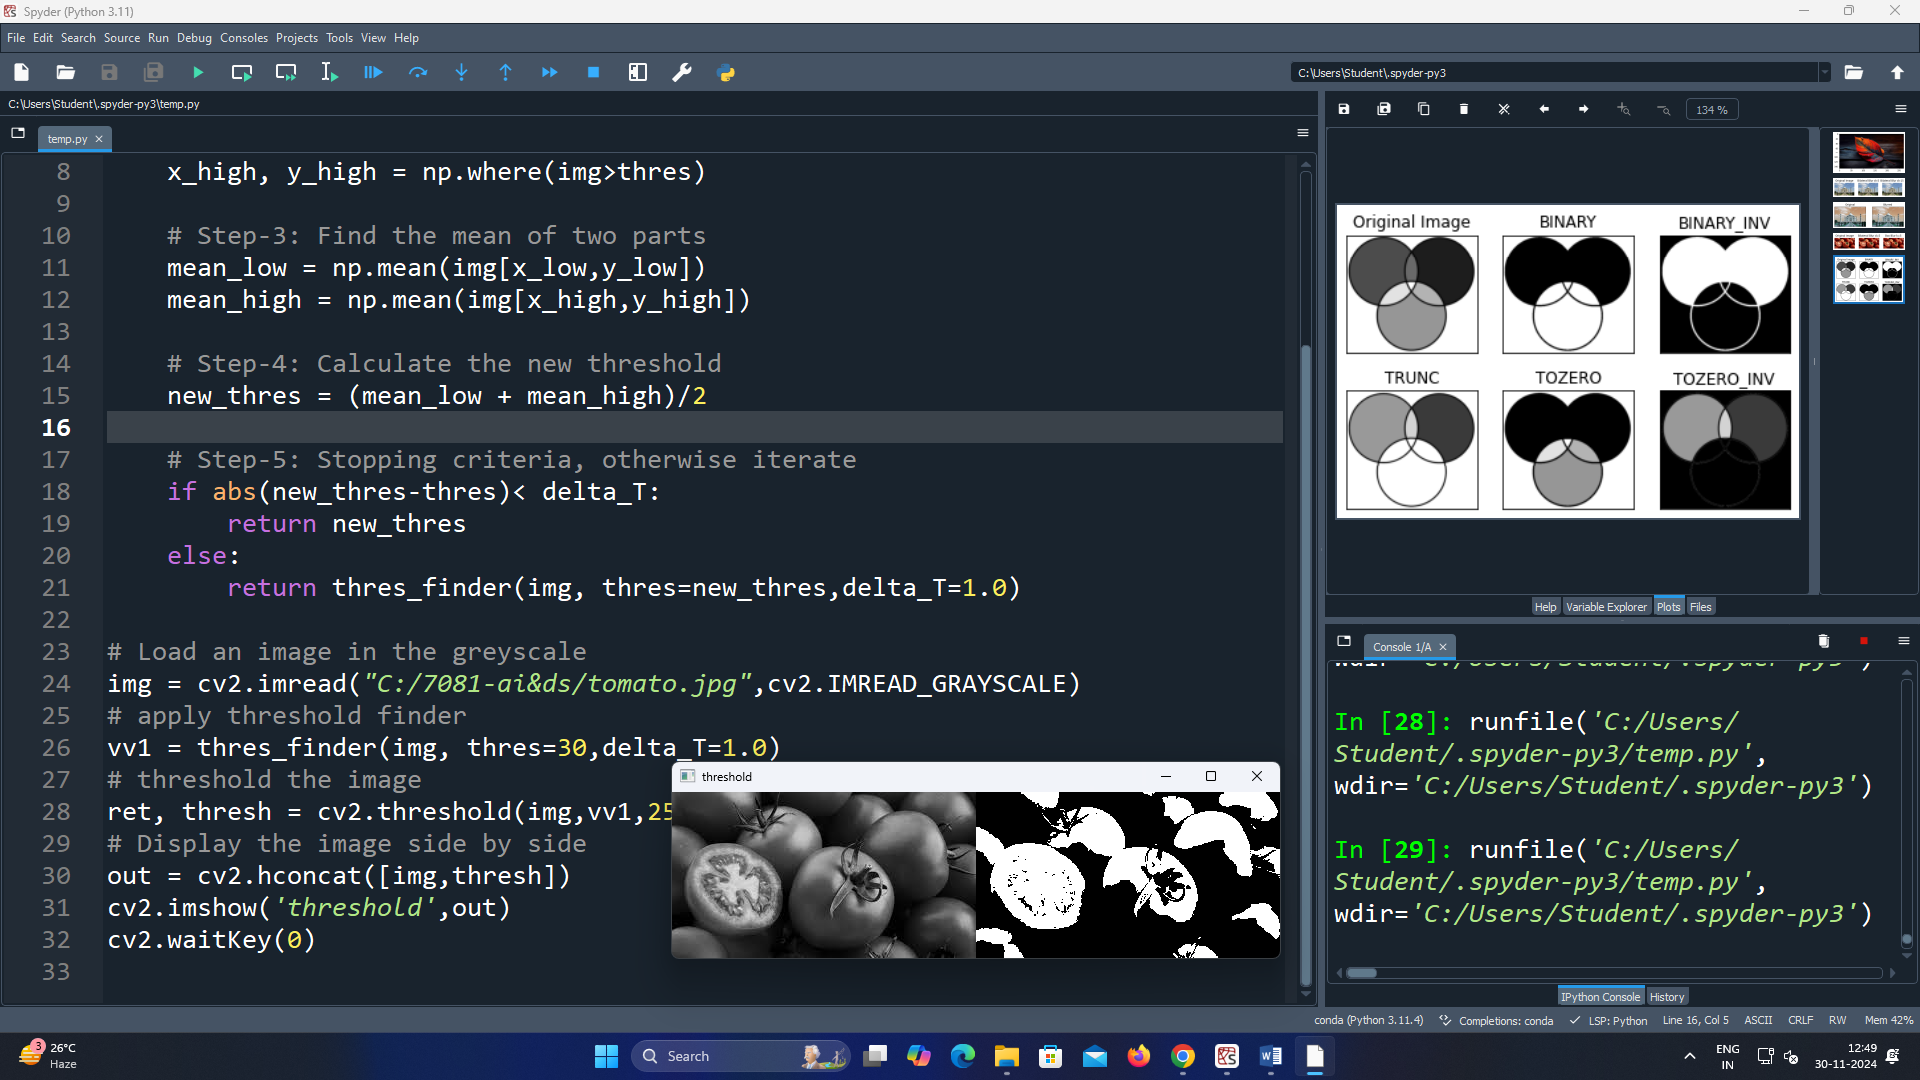 Spyder (Python 3.11)
File Edit Search Source Run Debug Consoles Projects Tools View Help
C:\Users\Student\.spyder-py3
C:\Users\Student\.spyder-py3\temp.py
temp.py
8 x_high, y_high = np.where(img>thres)
9
10 # Step-3: Find the mean of two parts
11 mean_low = np.mean(img[x_low,y_low])
12 mean_high = np.mean(img[x_high,y_high])
13
14 # Step-4: Calculate the new threshold
15 new_thres = (mean_low + mean_high)/2
16
17 # Step-5: Stopping criteria, otherwise iterate
18 if abs(new_thres-thres)< delta_T:
19 return new_thres
20 else:
21 return thres_finder(img, thres=new_thres,delta_T=1.0)
22
23 # Load an image in the greyscale
24 img = cv2.imread("C:/7081-ai&ds/tomato.jpg",cv2.IMREAD_GRAYSCALE)
25 # apply threshold finder
26 vv1 = thres_finder(img, thres=30,delta_T=1.0)
27 # threshold the image
28 ret, thresh = cv2.threshold(img,vv1,25
29 # Display the image side by side
30 out = cv2.hconcat([img,thresh])
31 cv2.imshow('threshold',out)
32 cv2.waitKey(0)
33
threshold
134 %
Original Image BINARY BINARY_INV
TRUNC TOZERO TOZERO_INV
Help Variable Explorer Plots Files
Console 1/A
wdir='C:/Users/Student/.spyder-py3')
In [28]: runfile('C:/Users/
Student/.spyder-py3/temp.py',
wdir='C:/Users/Student/.spyder-py3')
In [29]: runfile('C:/Users/
Student/.spyder-py3/temp.py',
wdir='C:/Users/Student/.spyder-py3')
IPython Console History
conda (Python 3.11.4) Completions: conda LSP: Python Line 16, Col 5 ASCII CRLF RW Mem 42%
3
26°C
Haze
Search
ENG
IN
12:49
30-11-2024